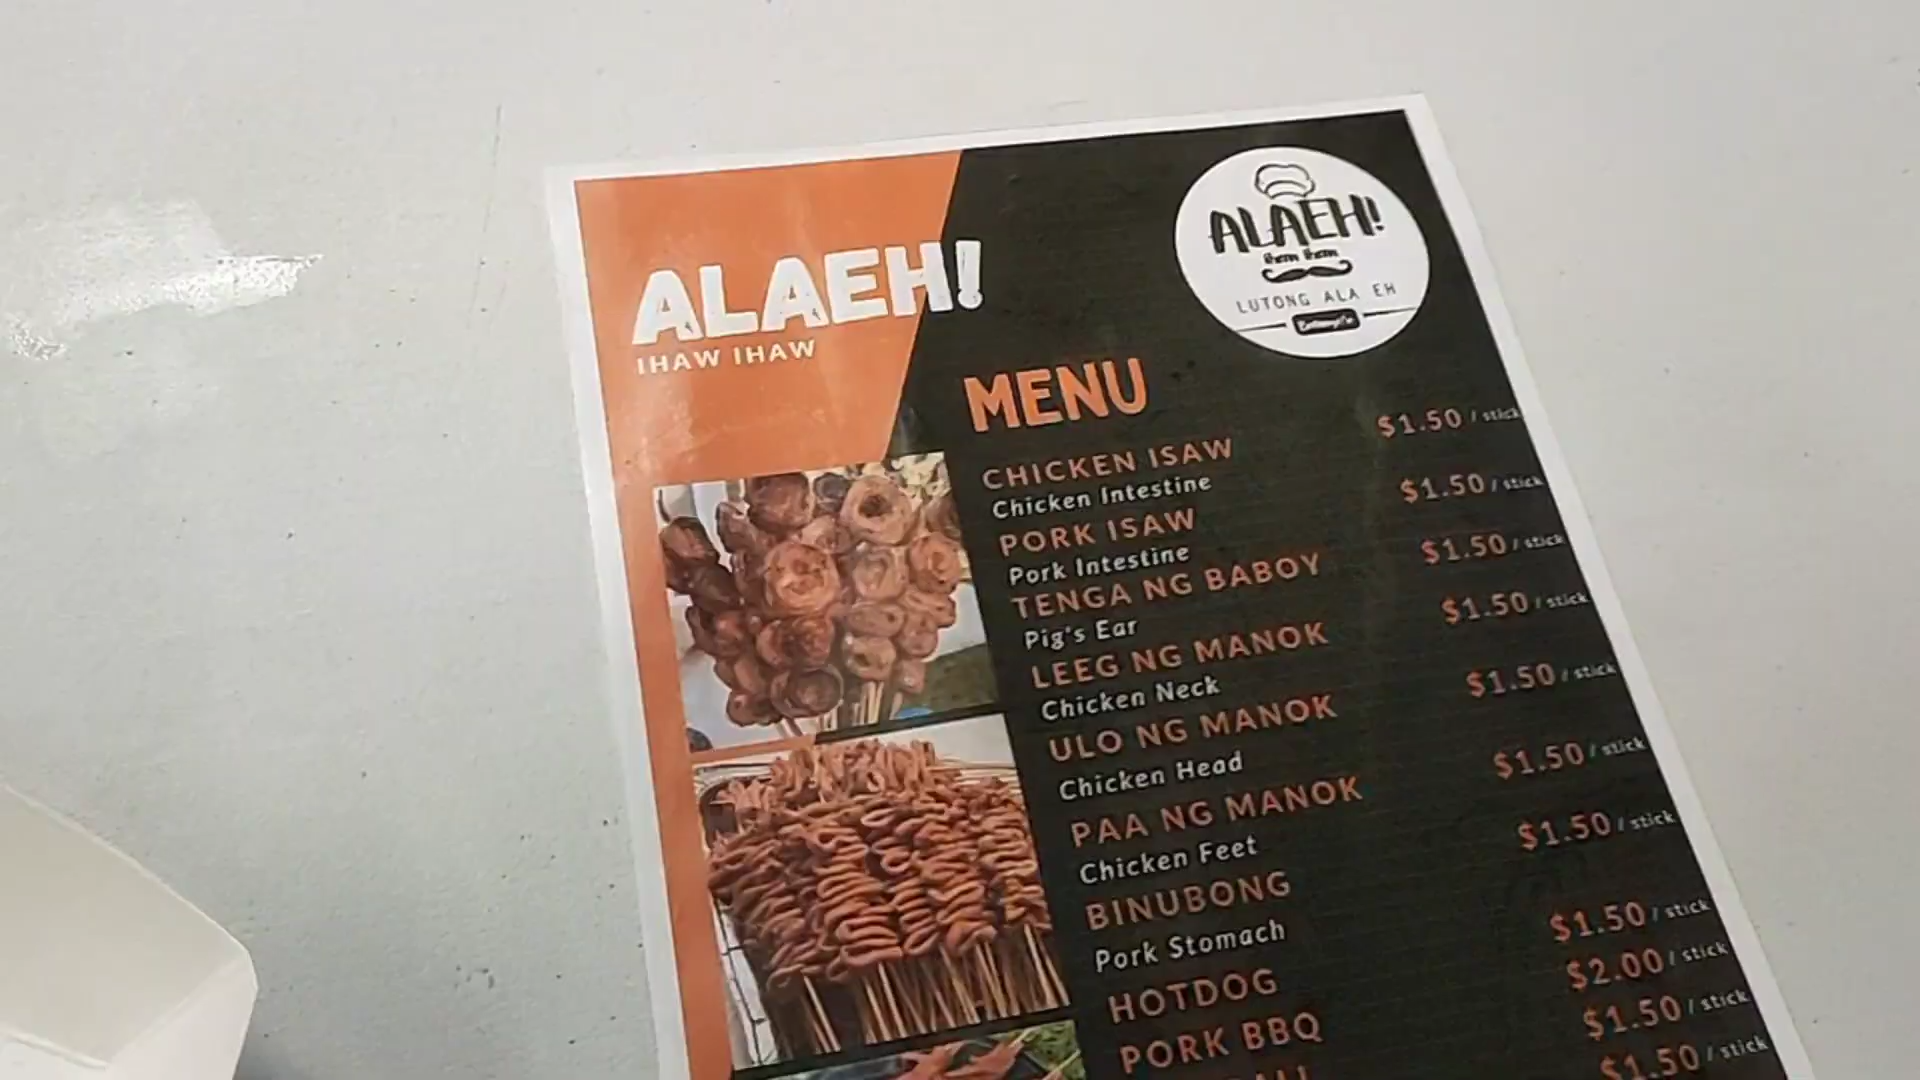 ALAEH!
IHAW IHAW
ALAEH!
LUTONG ALA EH
MENU
CHICKEN ISAW $1.50 / stick
Chicken Intestine
PORK ISAW $1.50 / stick
Pork Intestine
TENGA NG BABOY $1.50 / stick
Pig's Ear
LEEG NG MANOK $1.50 / stick
Chicken Neck
ULO NG MANOK $1.50 / stick
Chicken Head
PAA NG MANOK $1.50 / stick
Chicken Feet
BINUBONG $1.50 / stick
Pork Stomach
HOTDOG $1.50 / stick
PORK BBQ $2.00 / stick
$1.50 / stick
$1.50 / stick